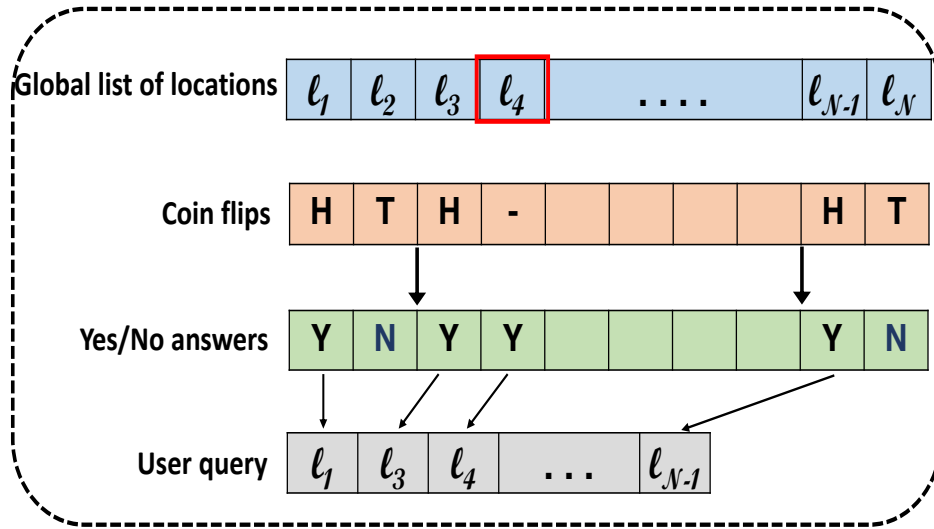 Global list of locations ℓ1 ℓ2 ℓ3 ℓ4 . . . . ℓN-1 ℓN
Coin flips H T H - H T
Yes/No answers Y N Y Y Y N
User query ℓ1 ℓ3 ℓ4 . . . ℓN-1